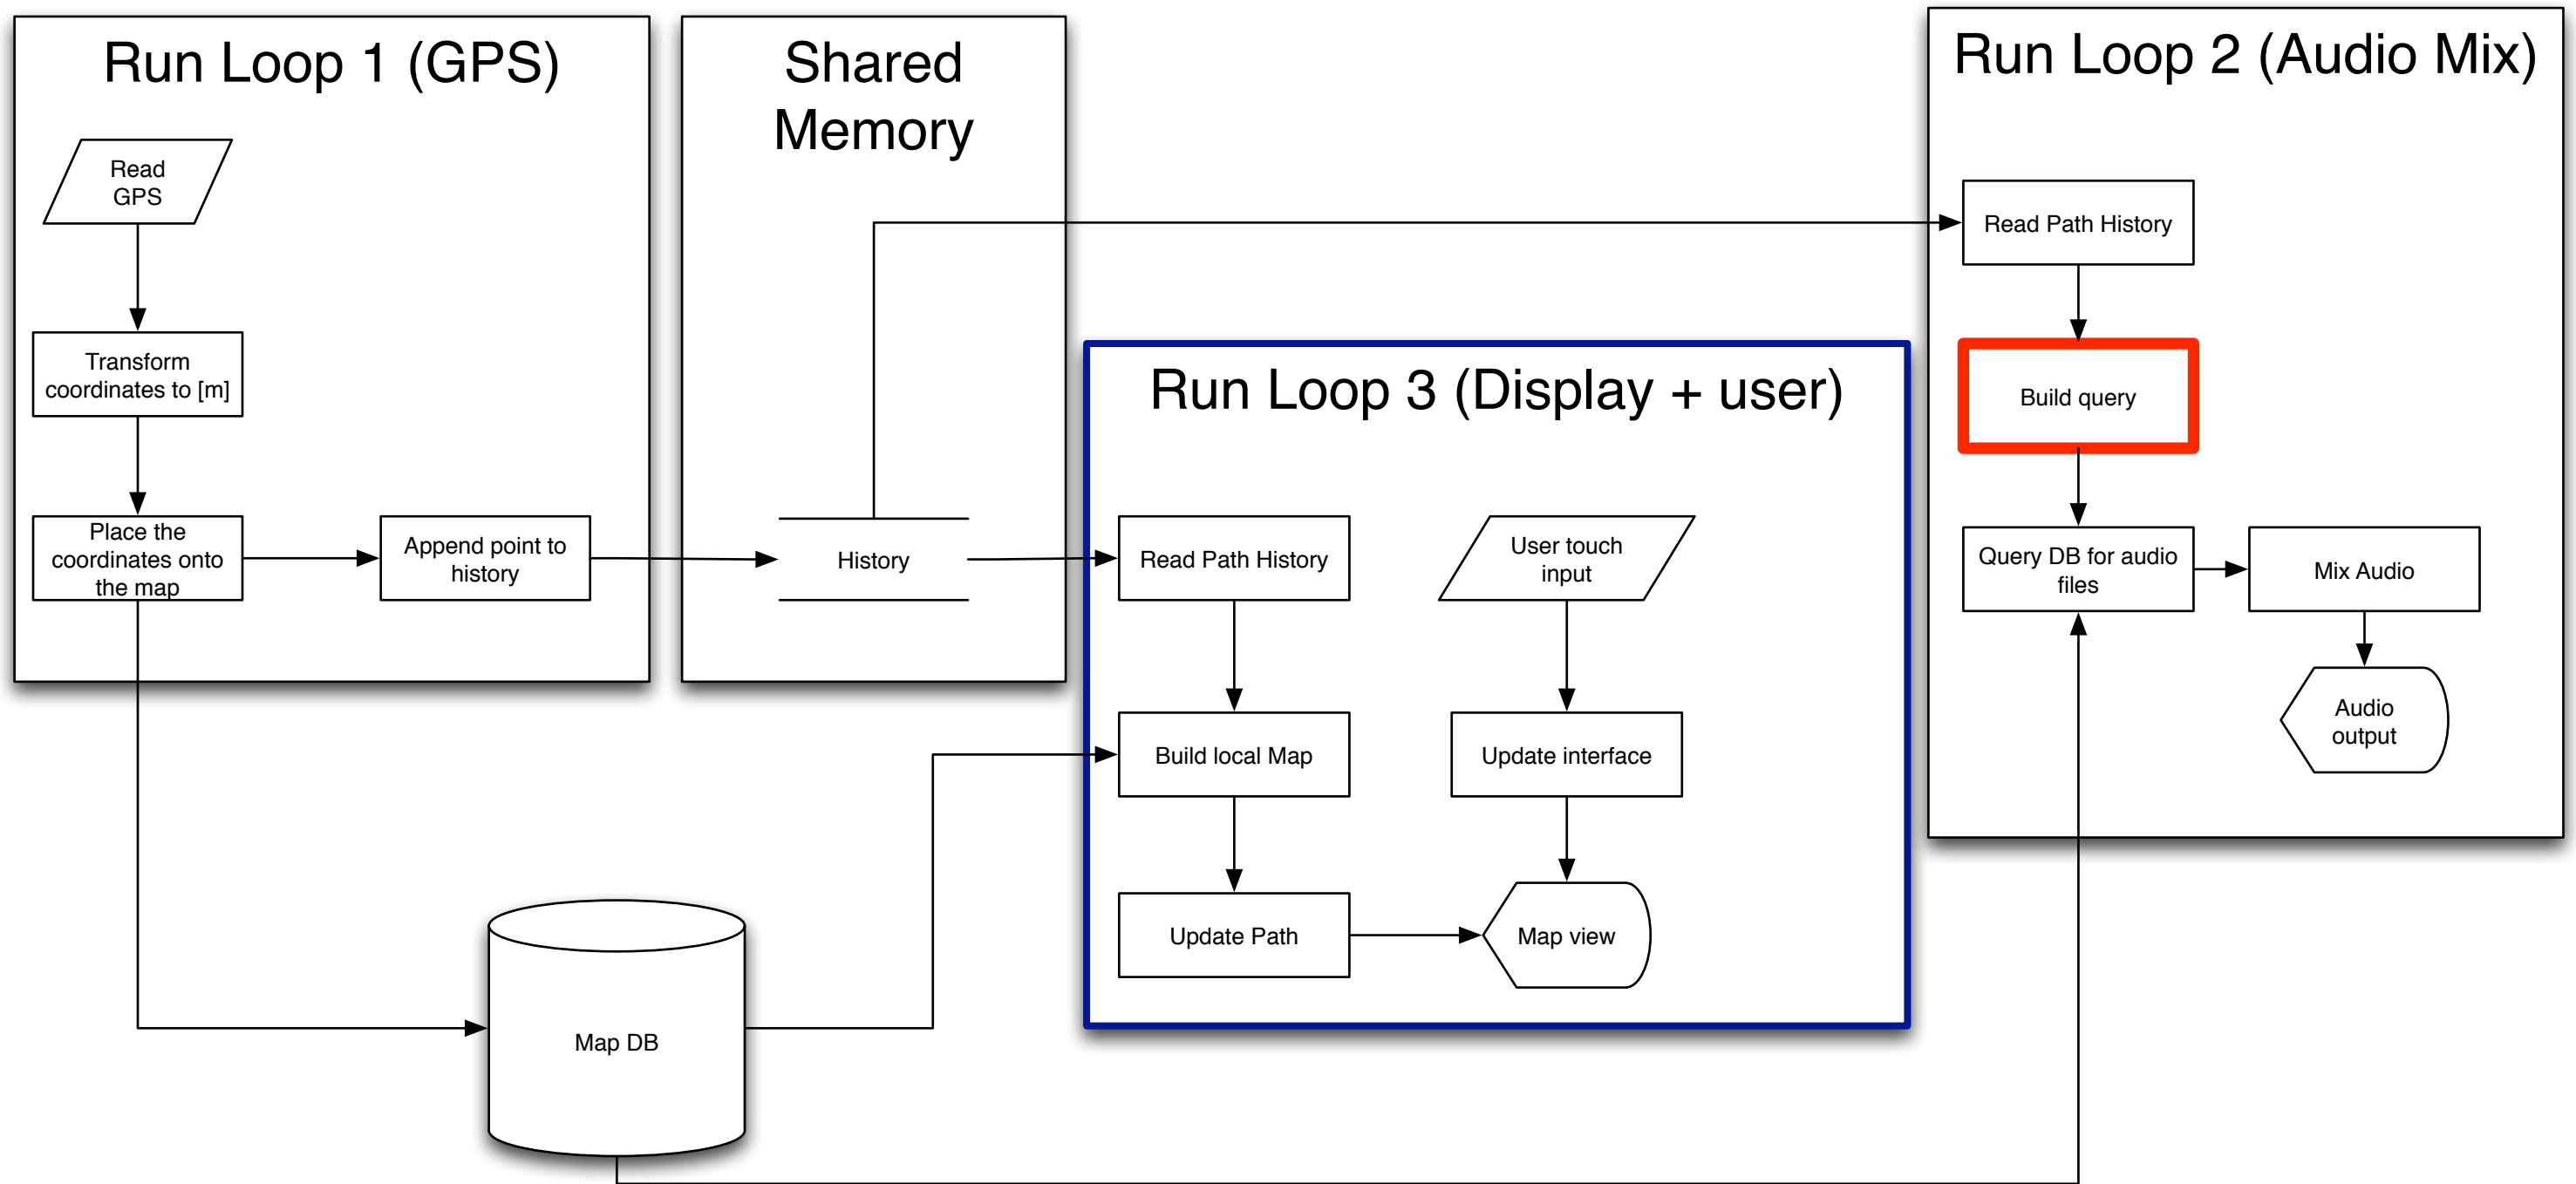 Run Loop 1 (GPS)
Read
GPS
Transform
coordinates to [m]
Place the
coordinates onto
the map
Append point to
history
Shared
Memory
History
Run Loop 3 (Display + user)
Read Path History
User touch
input
Build local Map
Update interface
Update Path
Map view
Run Loop 2 (Audio Mix)
Read Path History
Build query
Query DB for audio
files
Mix Audio
Audio
output
Map DB